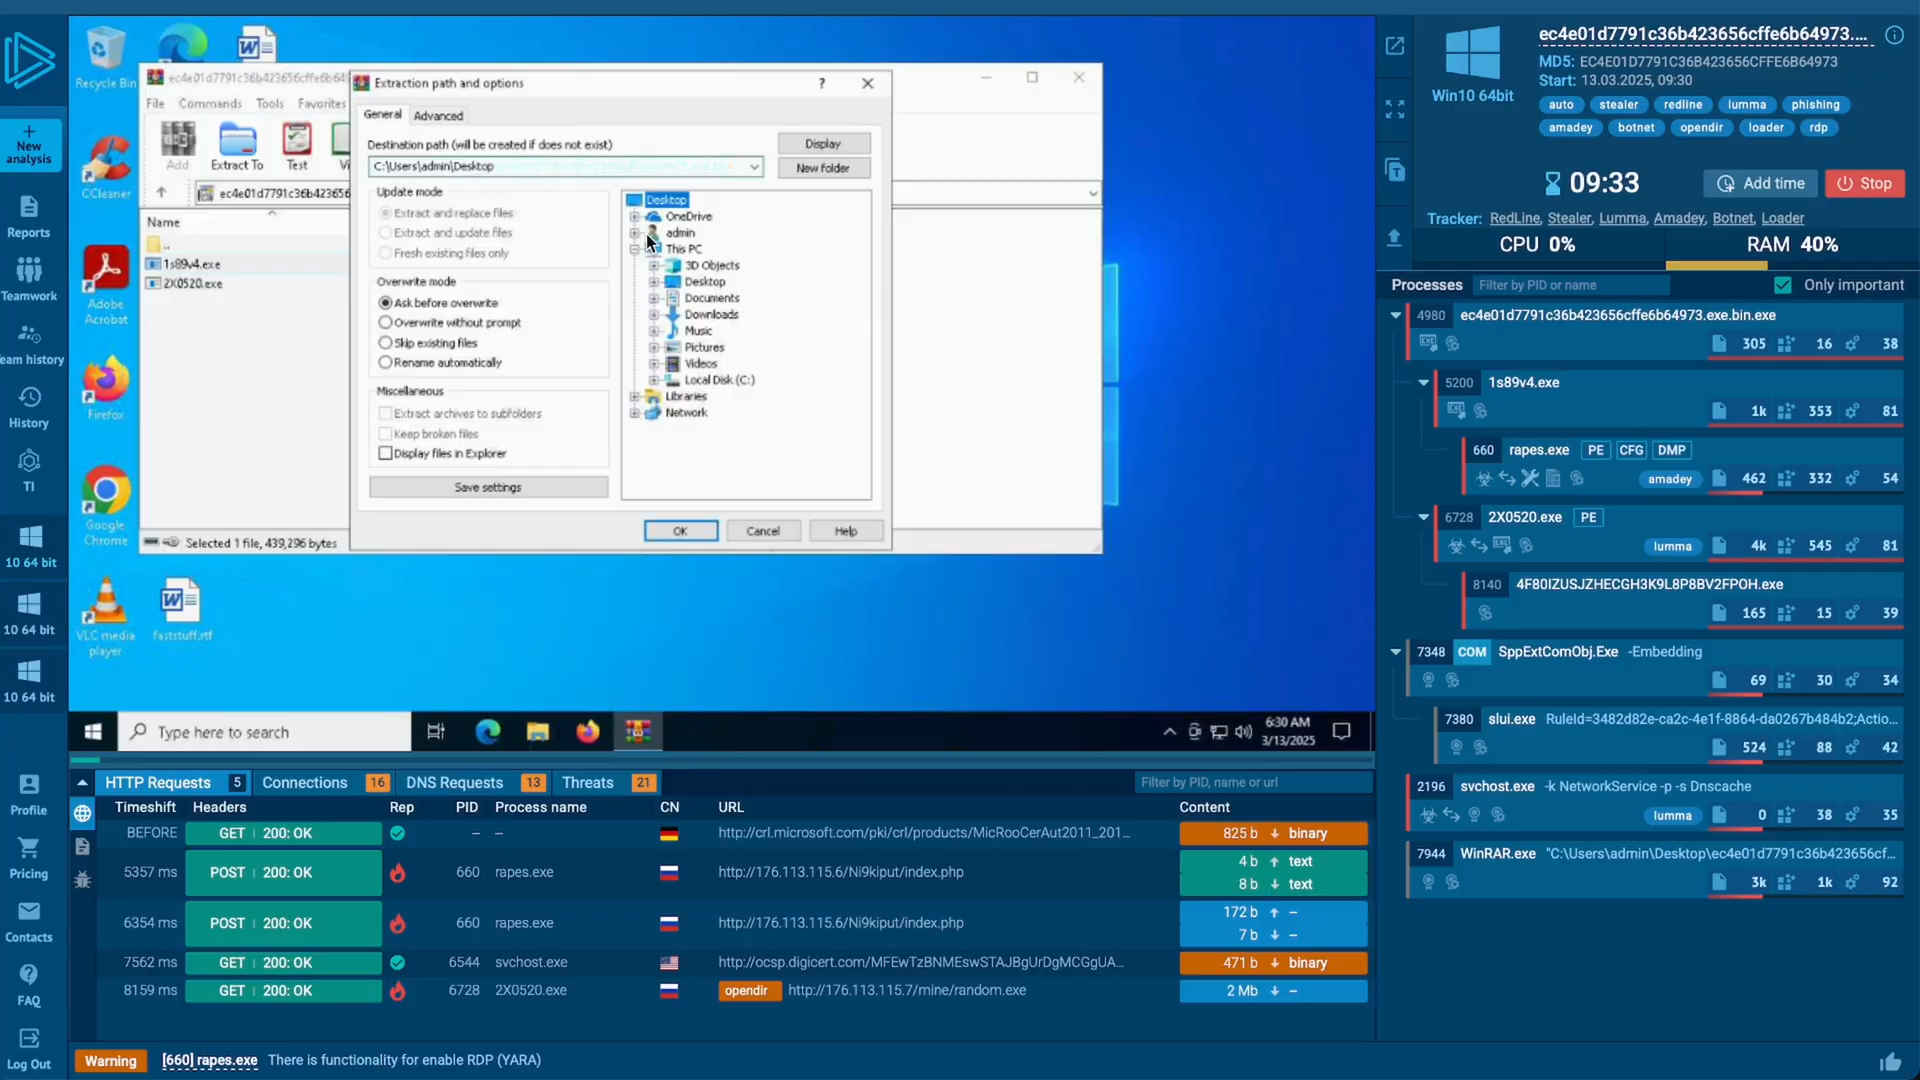 Recycle Bin
CCleaner
Adobe
Acrobat
Firefox
Google
Chrome
VLC media
player
faststuff.rtf
ec4e01d7791c36b423656cffe6b649
File Commands Tools Favorites
Add Extract To Test
ec4e01d7791c36b423656
Name
..
1s89v4.exe
2X0520.exe
Selected 1 file, 439,296 bytes
Extraction path and options
?
General Advanced
Destination path (will be created if does not exist)
C:\Users\admin\Desktop
Display
New folder
Update mode
Extract and replace files
Extract and update files
Fresh existing files only
Overwrite mode
Ask before overwrite
Overwrite without prompt
Skip existing files
Rename automatically
Miscellaneous
Extract archives to subfolders
Keep broken files
Display files in Explorer
Save settings
Desktop
OneDrive
admin
This PC
3D Objects
Desktop
Documents
Downloads
Music
Pictures
Videos
Local Disk (C:)
Libraries
Network
OK Cancel Help
Type here to search
6:30 AM
3/13/2025
+
New
analysis
Reports
Teamwork
eam history
History
TI
10 64 bit
10 64 bit
10 64 bit
Profile
Pricing
Contacts
FAQ
Log Out
Win10 64bit
ec4e01d7791c36b423656cffe6b64973....
MD5: EC4E01D7791C36B423656CFFE6B64973
Start: 13.03.2025, 09:30
auto stealer redline lumma phishing
amadey botnet opendir loader rdp
09:33 Add time Stop
Tracker: RedLine, Stealer, Lumma, Amadey, Botnet, Loader
CPU 0% RAM 40%
Processes Filter by PID or name Only important
4980 ec4e01d7791c36b423656cffe6b64973.exe.bin.exe
305 16 38
5200 1s89v4.exe
1k 353 81
660 rapes.exe PE CFG DMP
amadey 462 332 54
6728 2X0520.exe PE
lumma 4k 545 81
8140 4F80IZUSJZHECGH3K9L8P8BV2FPOH.exe
165 15 39
7348 COM SppExtComObj.Exe -Embedding
69 30 34
7380 slui.exe RuleId=3482d82e-ca2c-4e1f-8864-da0267b484b2;Actio...
524 88 42
2196 svchost.exe -k NetworkService -p -s Dnscache
lumma 0 38 35
7944 WinRAR.exe "C:\Users\admin\Desktop\ec4e01d7791c36b423656cf...
3k 1k 92
HTTP Requests 5 Connections 16 DNS Requests 13 Threats 21 Filter by PID, name or url
Timeshift Headers Rep PID Process name CN URL Content
BEFORE GET | 200: OK – – http://crl.microsoft.com/pki/crl/products/MicRooCerAut2011_201... 825 b ↓ binary
5357 ms POST | 200: OK 660 rapes.exe http://176.113.115.6/Ni9kiput/index.php 4 b ↑ text
8 b ↓ text
6354 ms POST | 200: OK 660 rapes.exe http://176.113.115.6/Ni9kiput/index.php 172 b ↑ –
7 b ↓ –
7562 ms GET | 200: OK 6544 svchost.exe http://ocsp.digicert.com/MFEwTzBNMEswSTAJBgUrDgMCGgUA... 471 b ↓ binary
8159 ms GET | 200: OK 6728 2X0520.exe opendir http://176.113.115.7/mine/random.exe 2 Mb ↓ –
Warning [660] rapes.exe There is functionality for enable RDP (YARA)